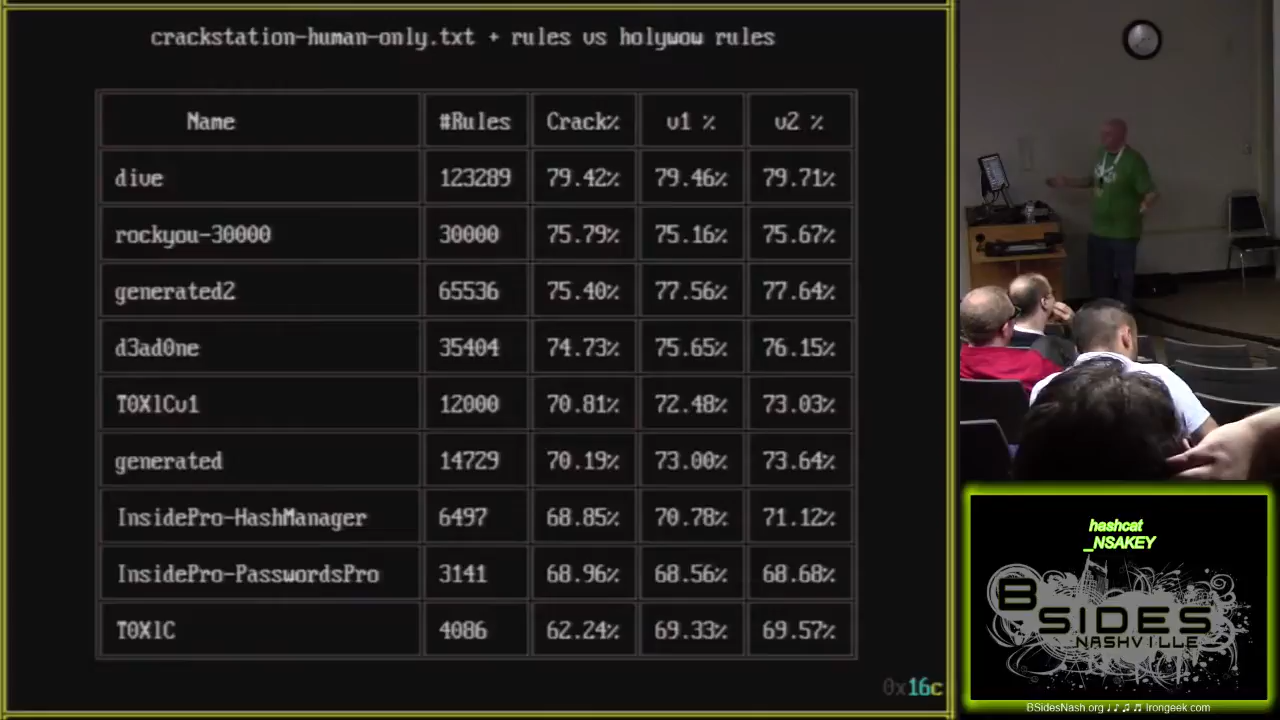 crackstation-human-only.txt + rules vs holywow rules
Name #Rules Crack% v1 % v2 %
dive 123289 79.42% 79.46% 79.71%
rockyou-30000 30000 75.79% 75.16% 75.67%
generated2 65536 75.40% 77.56% 77.64%
d3ad0ne 35404 74.73% 75.65% 76.15%
T0XlCv1 12000 70.81% 72.48% 73.03%
generated 14729 70.19% 73.00% 73.64%
InsidePro-HashManager 6497 68.85% 70.78% 71.12%
InsidePro-PasswordsPro 3141 68.96% 68.56% 68.68%
T0XlC 4086 62.24% 69.33% 69.57%
0x16c
hashcat
_NSAKEY
BSIDES
NASHVILLE
BSidesNash.org ♩♪♫♬ Irongeek.com